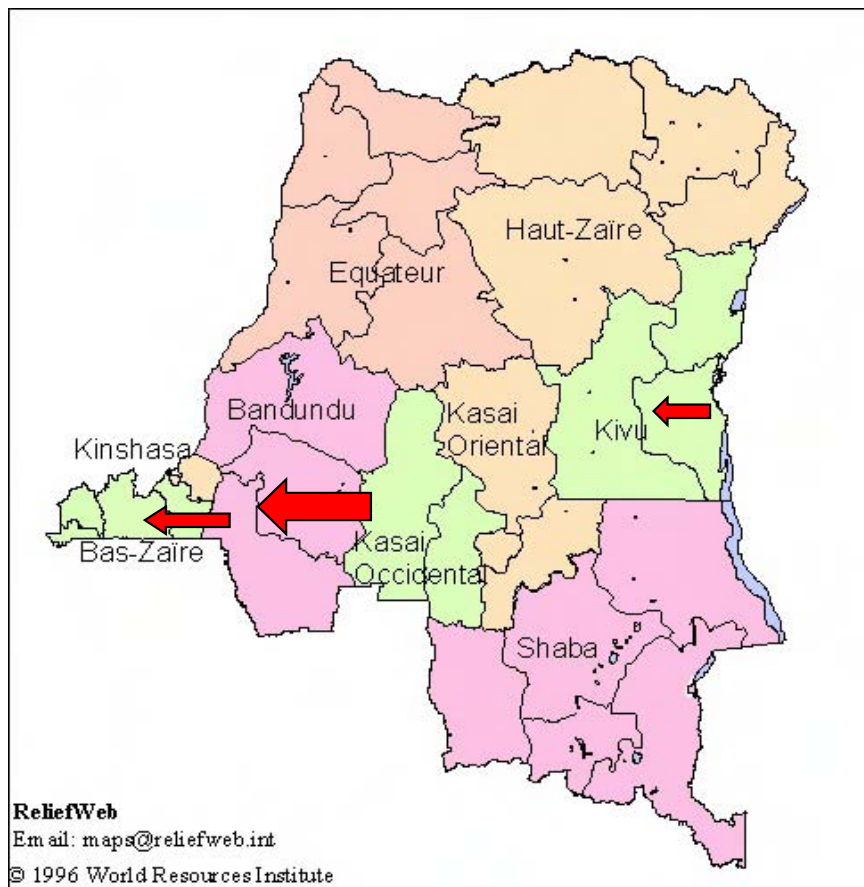 Haut-Zaïre
Equateur
Bandundu
Kasai
Oriental
Kivu
Kinshasa
Bas-Zaïre
Kasai
Occidental
Shaba
ReliefWeb
Email: maps@reliefweb.int
© 1996 World Resources Institute